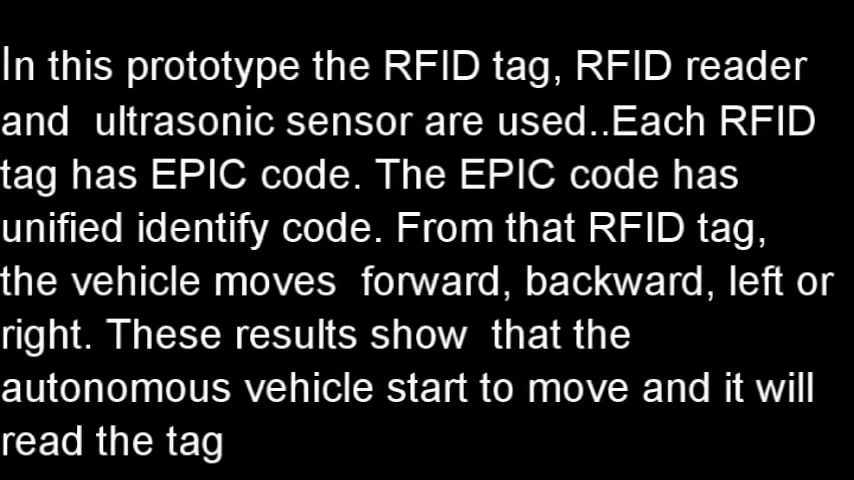 In this prototype the RFID tag, RFID reader
and  ultrasonic sensor are used..Each RFID
tag has EPIC code. The EPIC code has
unified identify code. From that RFID tag,
the vehicle moves  forward, backward, left or
right. These results show  that the
autonomous vehicle start to move and it will
read the tag